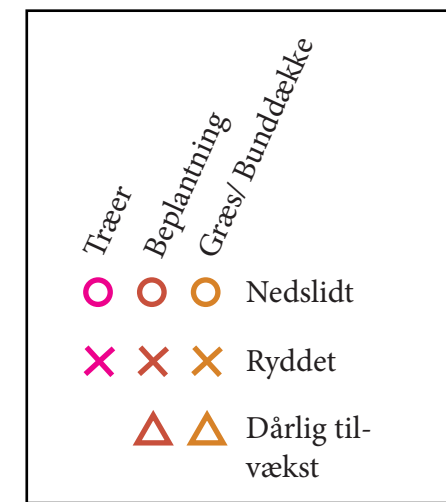 Træer
Beplantning
Græs/ Bunddække
Nedslidt
Ryddet
Dårlig til-
vækst